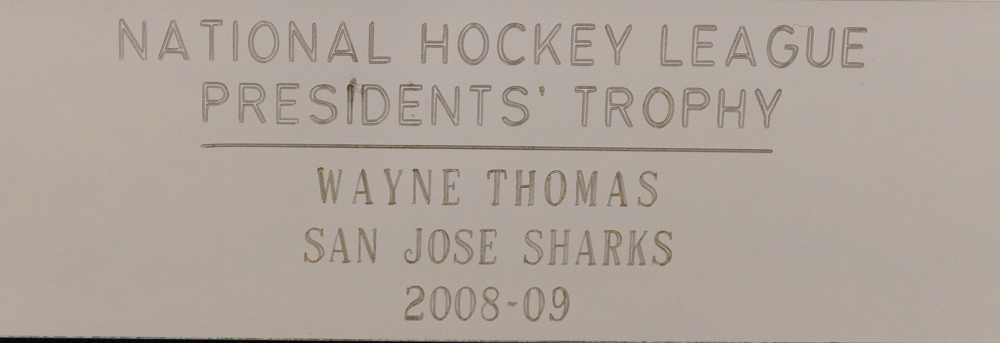 NATIONAL HOCKEY LEAGUE
PRESIDENTS' TROPHY
WAYNE THOMAS
SAN JOSE SHARKS
2008-09